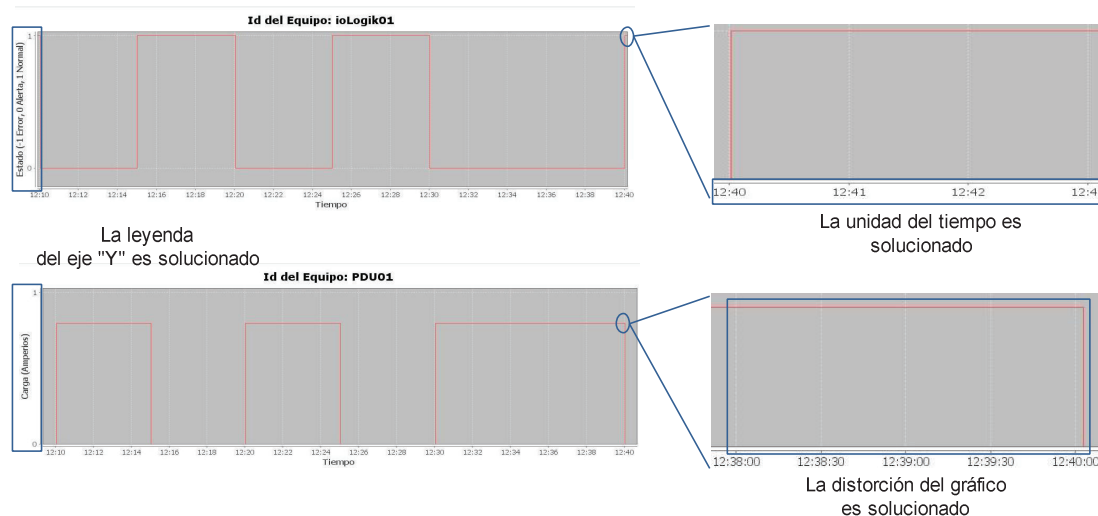 Id del Equipo: ioLogik01
Estado (-1 Error, 0 Alerta, 1 Normal)
1
0
12:10 12:12 12:14 12:16 12:18 12:20 12:22 12:24 12:26 12:28 12:30 12:32 12:34 12:36 12:38 12:40
Tiempo
12:40 12:41 12:42 12:4
La unidad del tiempo es
solucionado
La leyenda
del eje "Y" es solucionado
Id del Equipo: PDU01
Carga (Amperios)
1
0
12:10 12:12 12:14 12:16 12:18 12:20 12:22 12:24 12:26 12:28 12:30 12:32 12:34 12:36 12:38 12:40
Tiempo
12:38:00 12:38:30 12:39:00 12:39:30 12:40:00
La distorción del gráfico
es solucionado